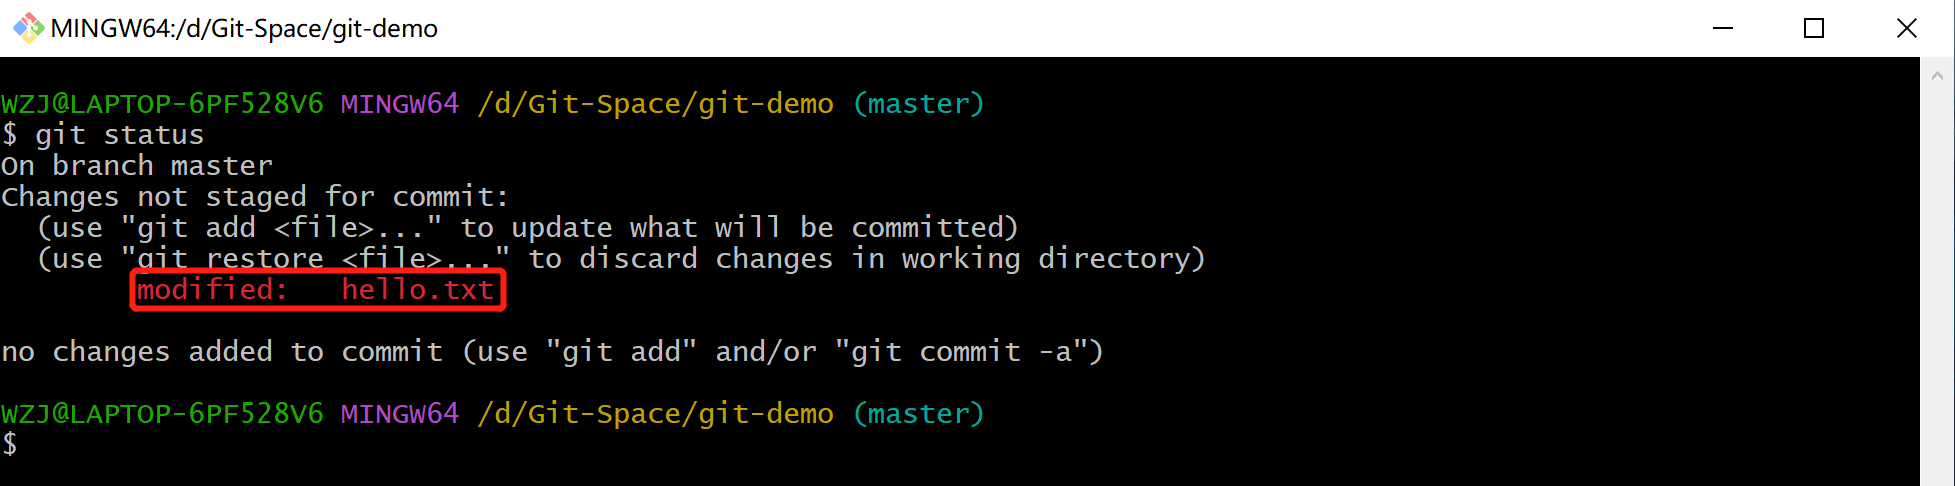 MINGW64:/d/Git-Space/git-demo
WZJ@LAPTOP-6PF528V6 MINGW64 /d/Git-Space/git-demo (master)
$ git status
On branch master
Changes not staged for commit:
  (use "git add <file>..." to update what will be committed)
  (use "git restore <file>..." to discard changes in working directory)
        modified:   hello.txt
no changes added to commit (use "git add" and/or "git commit -a")
WZJ@LAPTOP-6PF528V6 MINGW64 /d/Git-Space/git-demo (master)
$